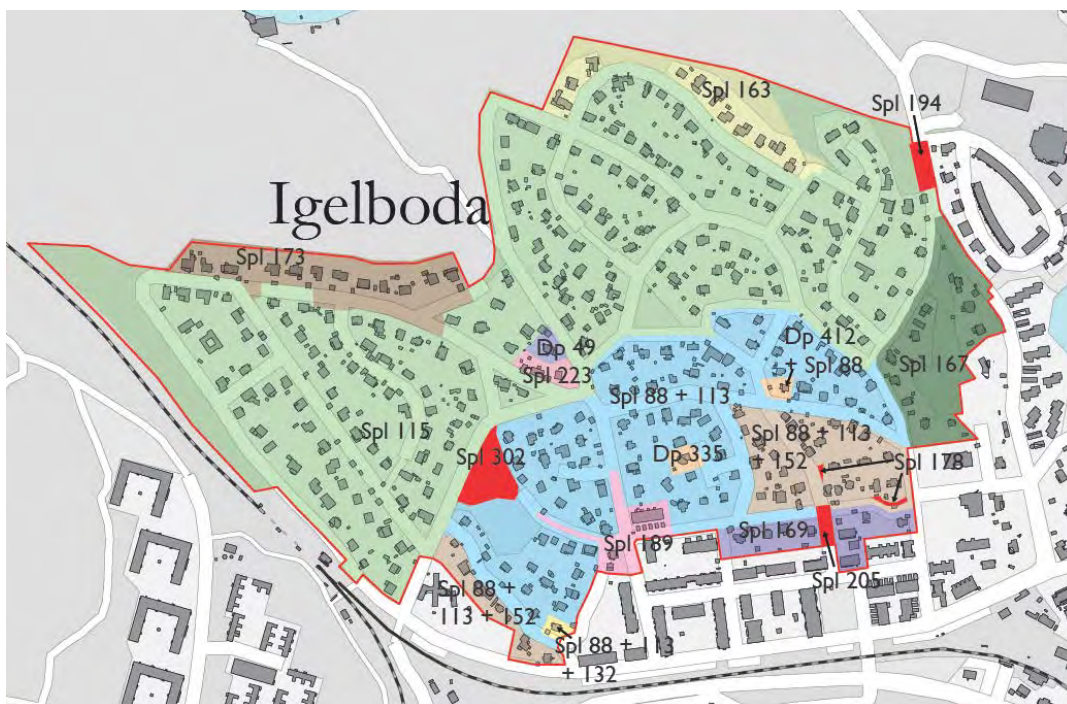 Spl 163
Spl 194
Igelboda
Spl 173
Dp 49
Spl 223
Dp 412
+ Spl 88
Spl 167
Spl 88 + 113
Spl 115
Spl 88 + 113
+ 152
Spl 302
Dp 335
Spl 178
Spl 169
Spl 189
Spl 205
Spl 88 +
113 + 152
Spl 88 + 113
+ 132